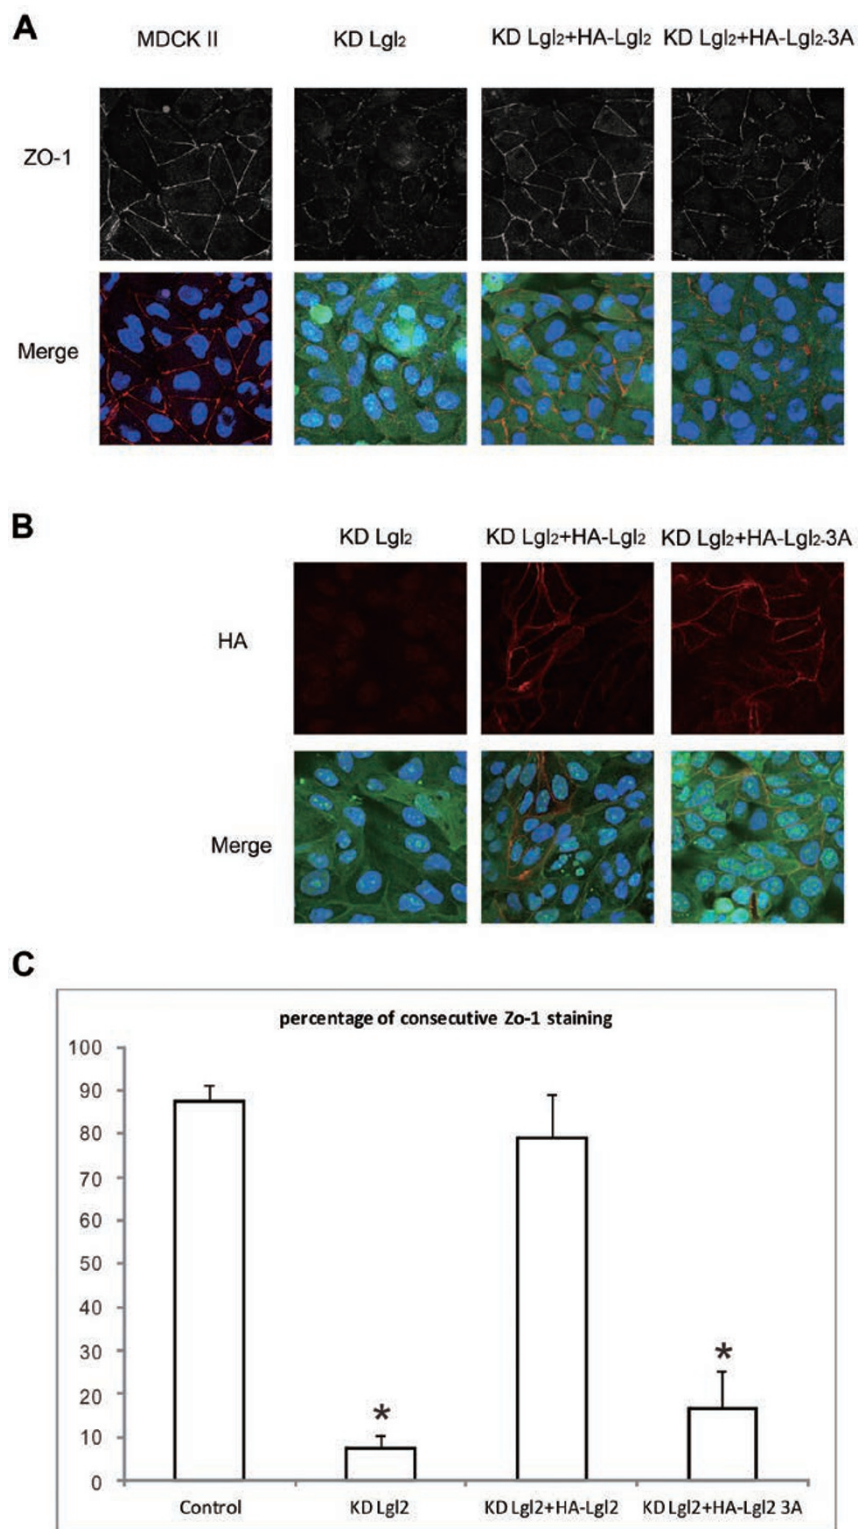 A
MDCK II
KD Lgl2
KD Lgl2+HA-Lgl2
KD Lgl2+HA-Lgl2-3A
ZO-1
Merge
B
KD Lgl2
KD Lgl2+HA-Lgl2
KD Lgl2+HA-Lgl2-3A
HA
Merge
C
percentage of consecutive Zo-1 staining
100
90
80
70
60
50
40
30
20
10
0
*
*
Control
KD Lgl2
KD Lgl2+HA-Lgl2
KD Lgl2+HA-Lgl2 3A